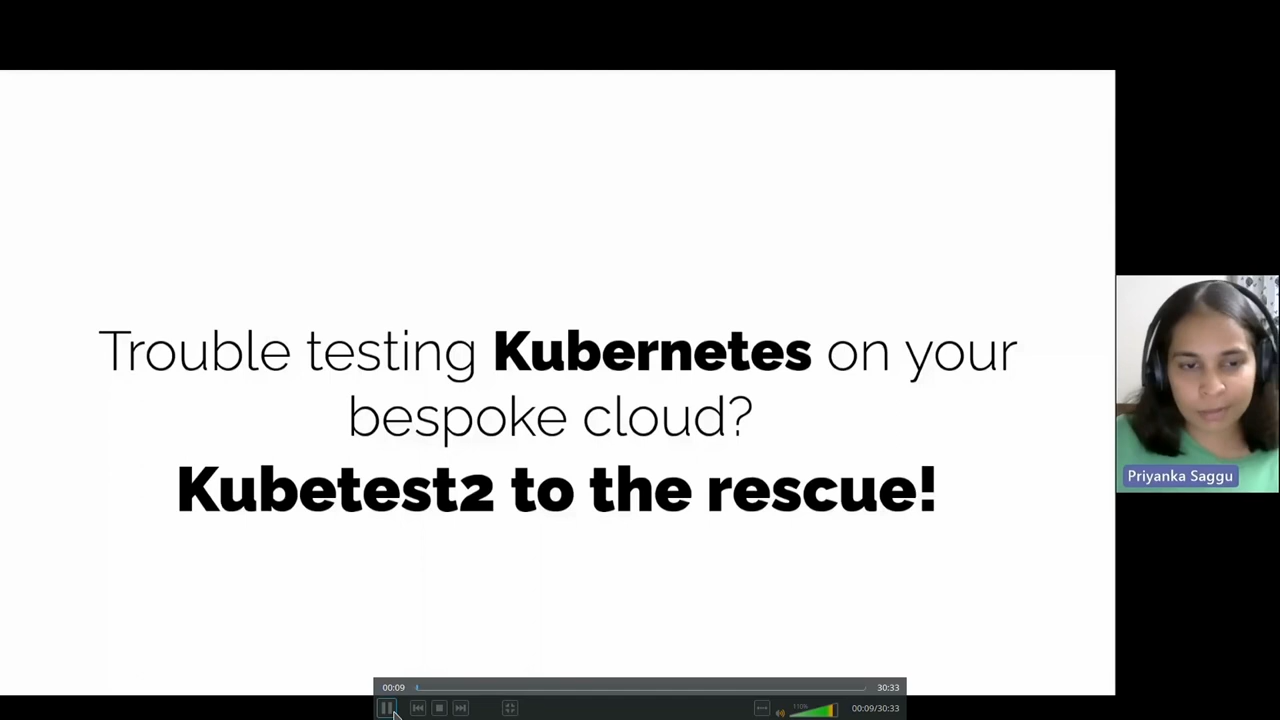 Trouble testing Kubernetes on your
bespoke cloud?
Kubetest2 to the rescue!
Priyanka Saggu
00:09
30:33
110%
00:09/30:33